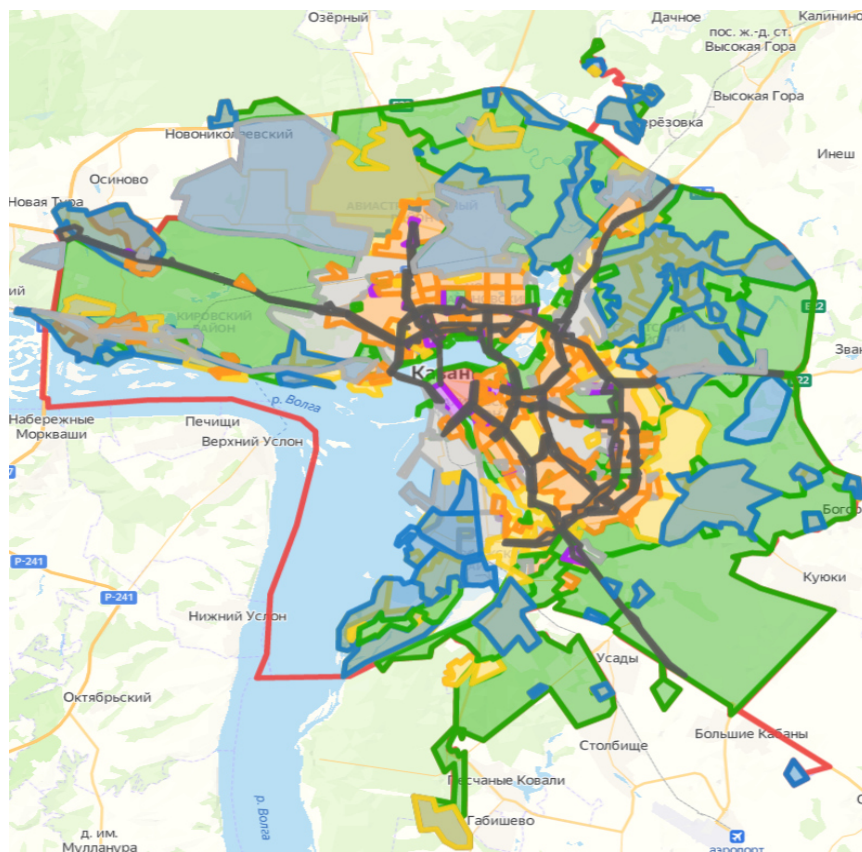 Озёрный
Дачное
Калинино
пос. ж.-д. ст.
Высокая Гора
Высокая Гора
Новониколаевский
Инеш
Осиново
Новая Тура
КИРОВСКИЙ
РАЙОН
Казань
E22
E22
Набережные
Моркваши
Печищи
Верхний Услон
р. Волга
Р-241
Р-241
Куюки
Нижний Услон
Усады
Октябрьский
Большие Кабаны
Столбище
Песчаные Ковали
р. Волга
Габишево
д. им.
Мулланура
аэропорт